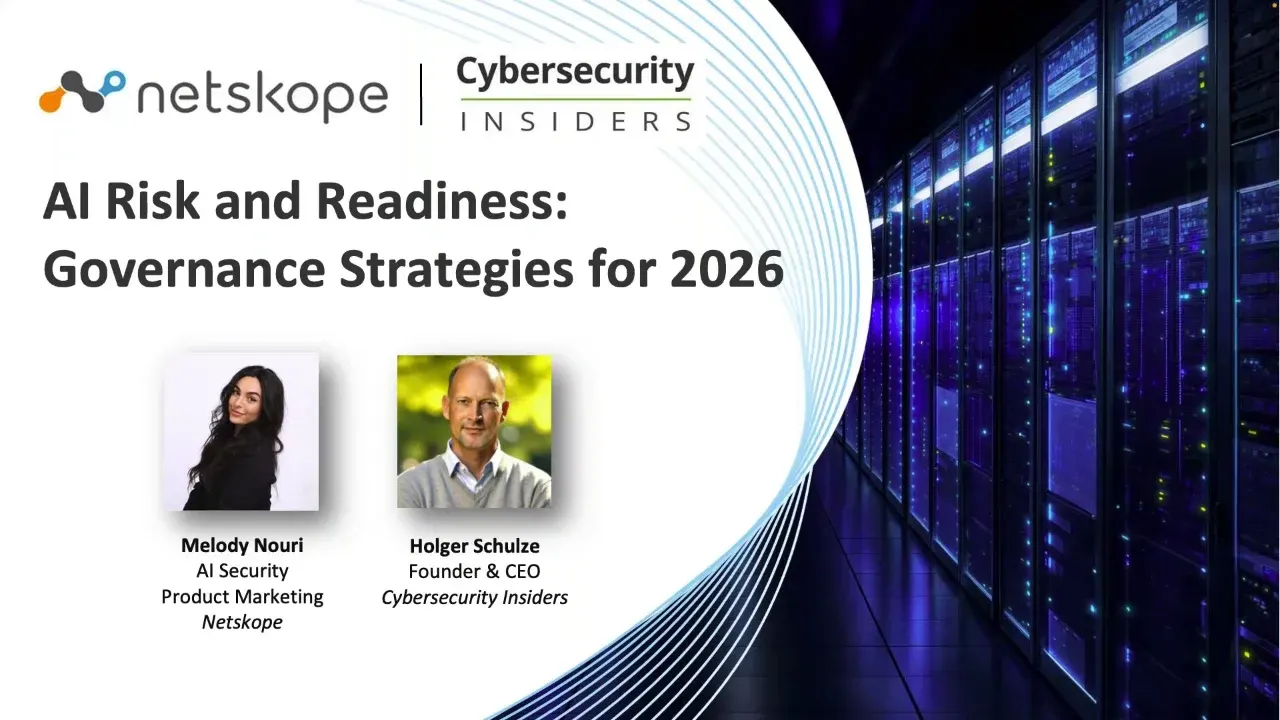 netskope
Cybersecurity
INSIDERS
AI Risk and Readiness:
Governance Strategies for 2026
Melody Nouri
AI Security
Product Marketing
Netskope
Holger Schulze
Founder & CEO
Cybersecurity Insiders